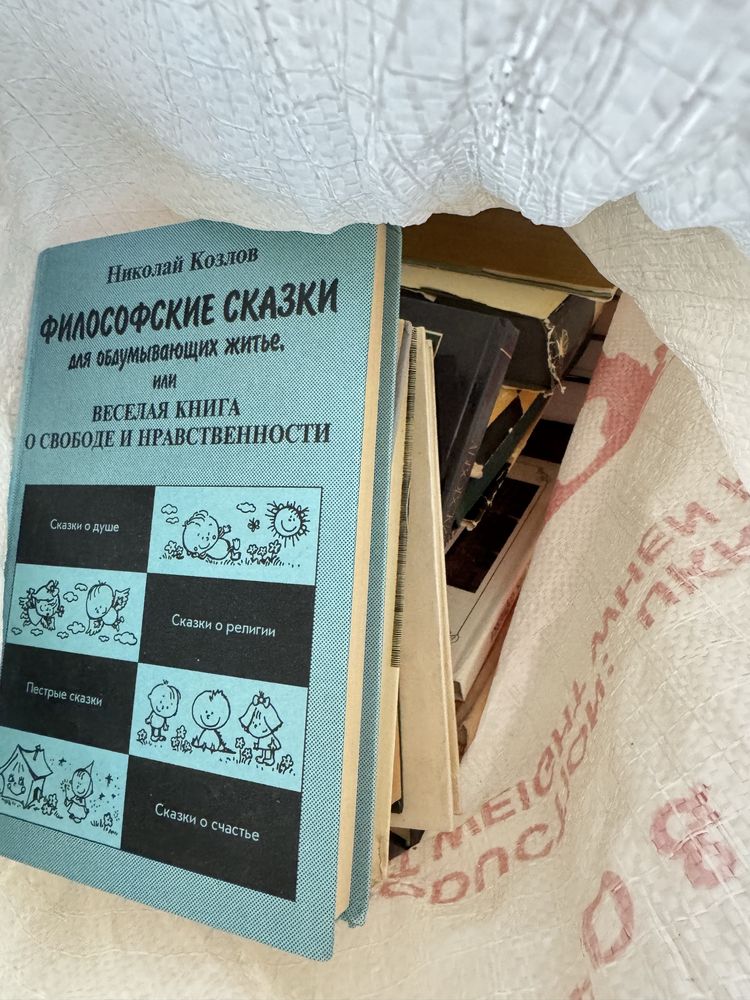 Николай Козлов
ФИЛОСОФСКИЕ СКАЗКИ
для обдумывающих житье,
или
ВЕСЕЛАЯ КНИГА
О СВОБОДЕ И НРАВСТВЕННОСТИ
Сказки о душе
Сказки о религии
Пестрые сказки
Сказки о счастье